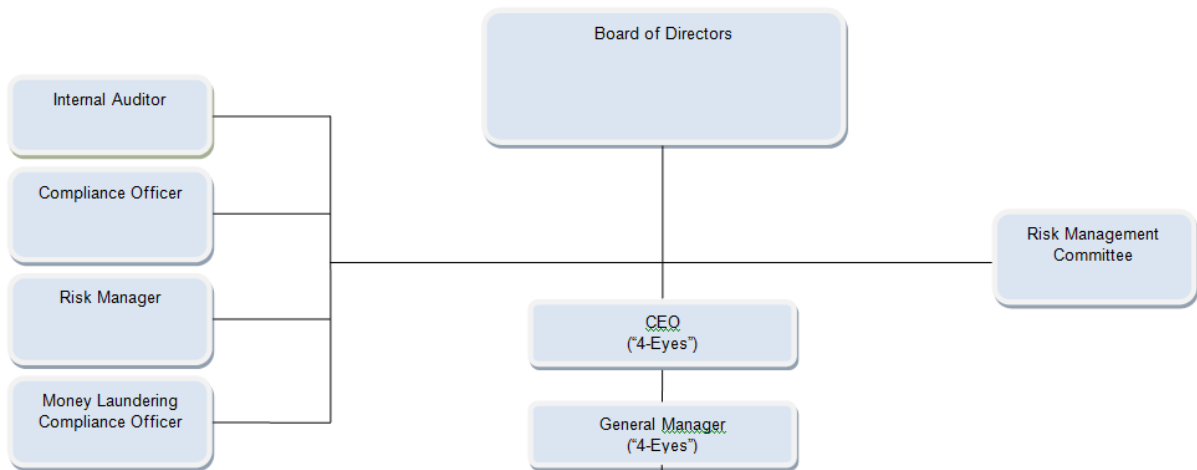 Board of Directors
Internal Auditor
Compliance Officer
Risk Management
Committee
Risk Manager
CEO
(“4-Eyes”)
Money Laundering
Compliance Officer
General Manager
(“4-Eyes”)